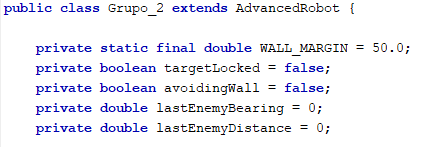 public class Grupo_2 extends AdvancedRobot {
private static final double WALL_MARGIN = 50.0;
private boolean targetLocked = false;
private boolean avoidingWall = false;
private double lastEnemyBearing = 0;
private double lastEnemyDistance = 0;